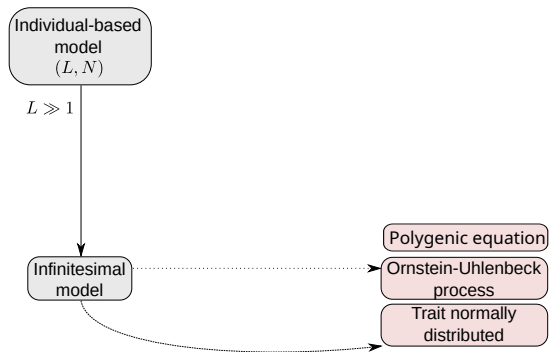 Individual-based
model
(L, N)
L ≫ 1
Infinitesimal
model
Polygenic equation
Ornstein-Uhlenbeck
process
Trait normally
distributed